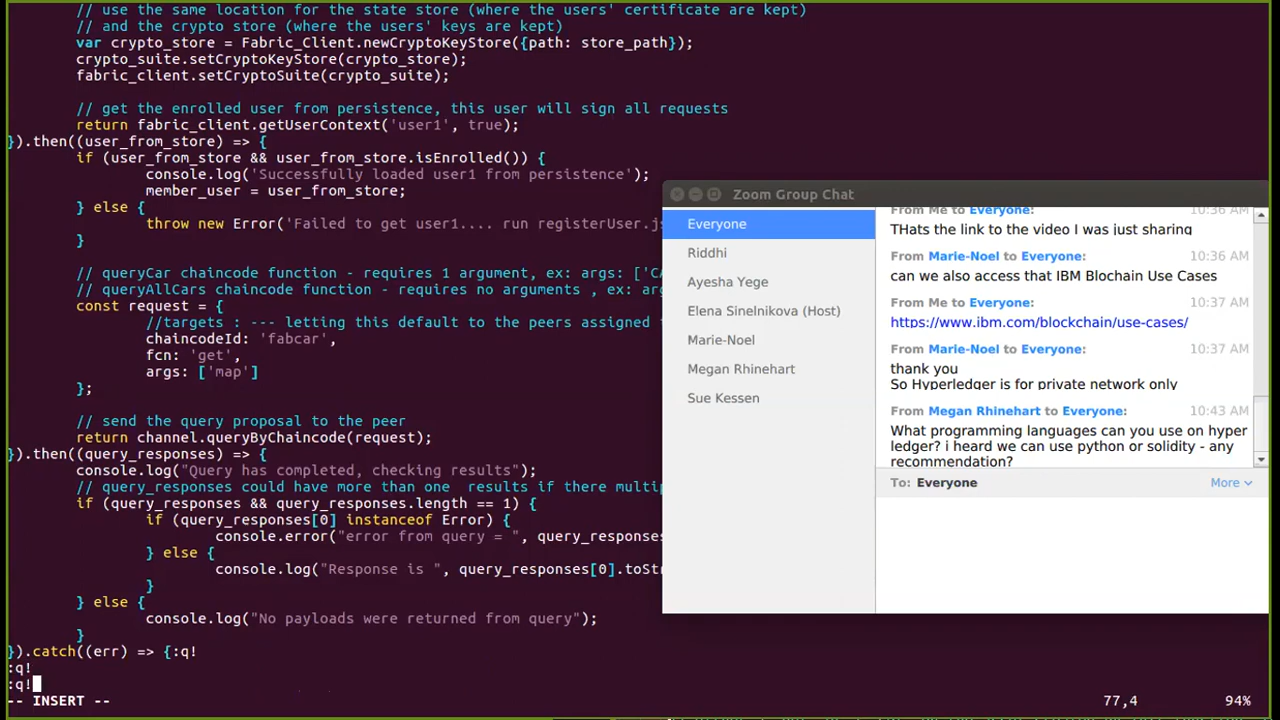 // use the same location for the state store (where the users' certificate are kept)
// and the crypto store (where the users' keys are kept)
var crypto_store = Fabric_Client.newCryptoKeyStore({path: store_path});
crypto_suite.setCryptoKeyStore(crypto_store);
fabric_client.setCryptoSuite(crypto_suite);
// get the enrolled user from persistence, this user will sign all requests
return fabric_client.getUserContext('user1', true);
}).then((user_from_store) => {
if (user_from_store && user_from_store.isEnrolled()) {
console.log('Successfully loaded user1 from persistence');
member_user = user_from_store;
} else {
throw new Error('Failed to get user1.... run registerUser.js
}
// queryCar chaincode function - requires 1 argument, ex: args: ['CA
// queryAllCars chaincode function - requires no arguments , ex: arg
const request = {
//targets : --- letting this default to the peers assigned t
chaincodeId: 'fabcar',
fcn: 'get',
args: ['map']
};
// send the query proposal to the peer
return channel.queryByChaincode(request);
}).then((query_responses) => {
console.log("Query has completed, checking results");
// query_responses could have more than one  results if there multip
if (query_responses && query_responses.length == 1) {
if (query_responses[0] instanceof Error) {
console.error("error from query = ", query_responses
} else {
console.log("Response is ", query_responses[0].toStr
}
} else {
console.log("No payloads were returned from query");
}
}).catch((err) => {:q!
:q!
:q!
-- INSERT --
77,4
94%
Zoom Group Chat
Everyone
Riddhi
Ayesha Yege
Elena Sinelnikova (Host)
Marie-Noel
Megan Rhinehart
Sue Kessen
From Me to Everyone: 10:36 AM
THats the link to the video I was just sharing
From Marie-Noel to Everyone: 10:36 AM
can we also access that IBM Blochain Use Cases
From Me to Everyone: 10:37 AM
https://www.ibm.com/blockchain/use-cases/
From Marie-Noel to Everyone: 10:37 AM
thank you
So Hyperledger is for private network only
From Megan Rhinehart to Everyone: 10:43 AM
What programming languages can you use on hyper
ledger? i heard we can use python or solidity - any
recommendation?
To: Everyone
More